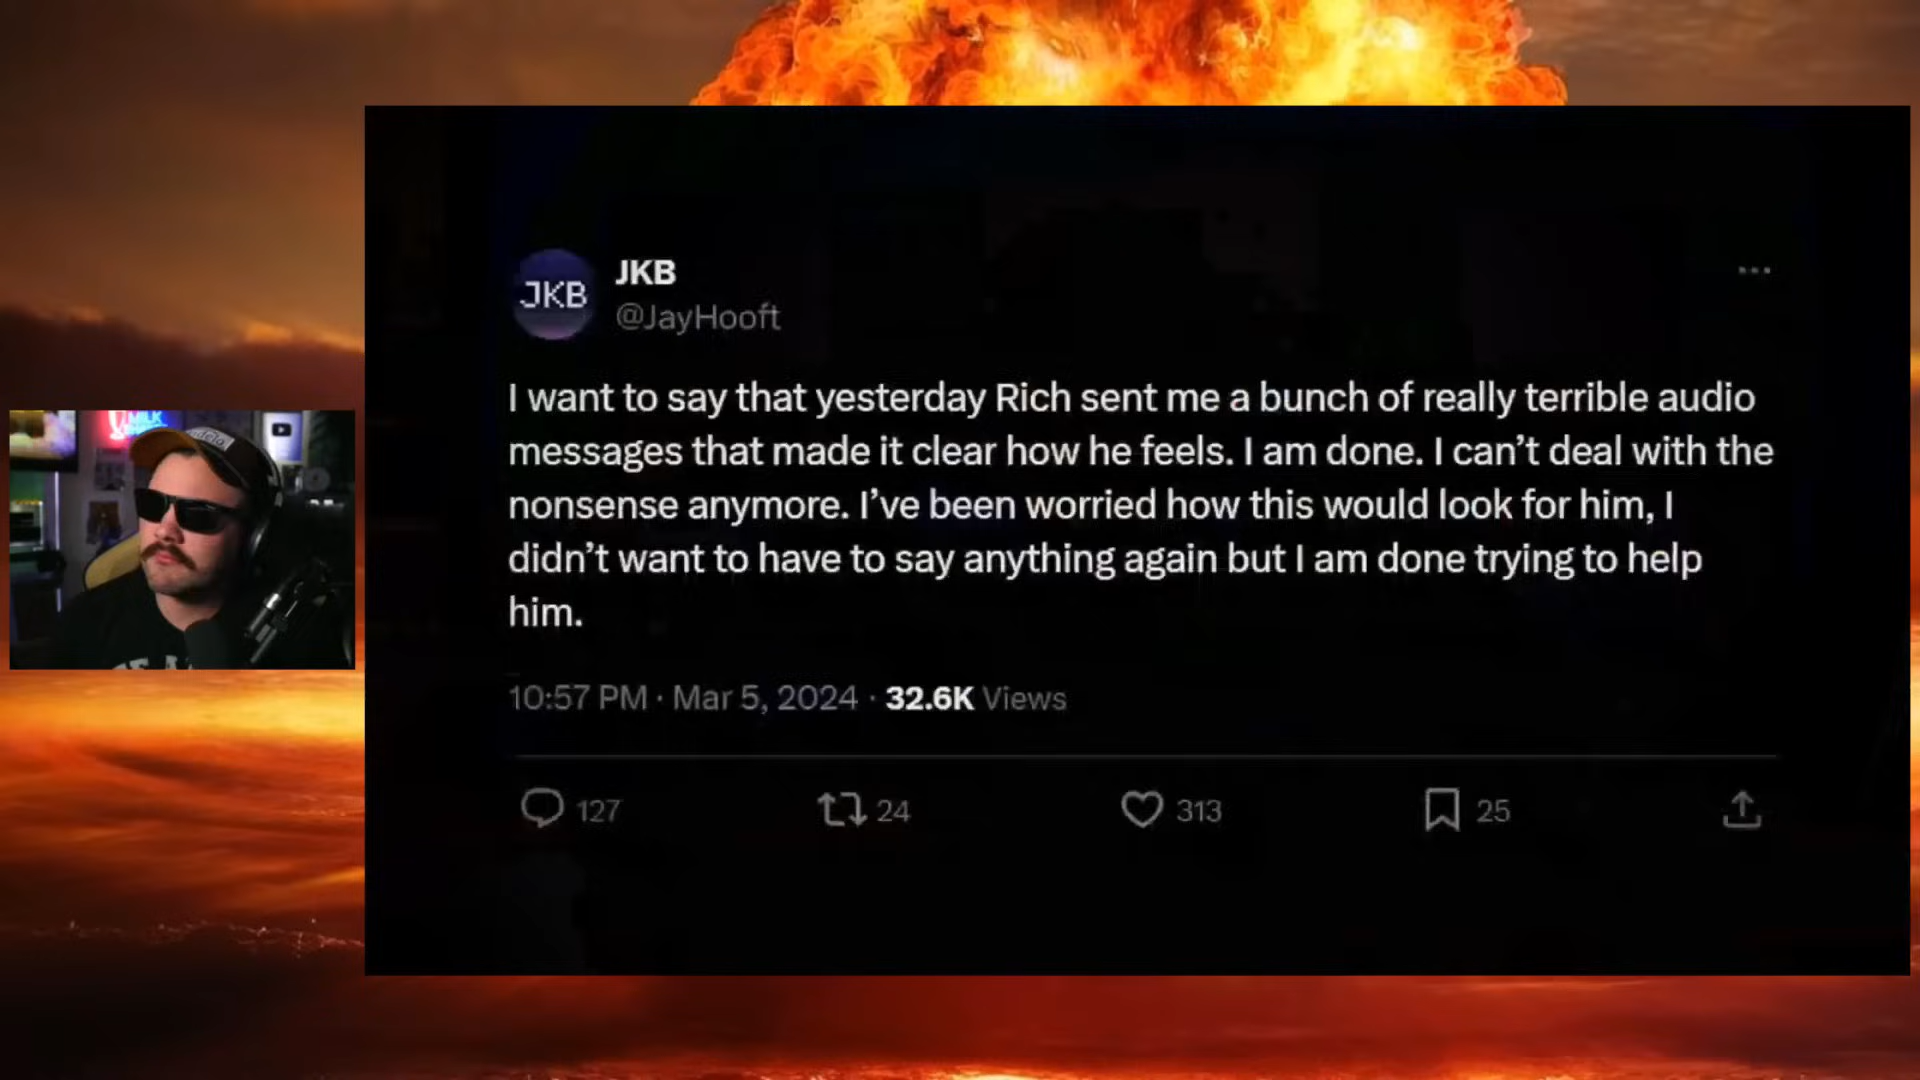 JKB
JKB
@JayHooft
I want to say that yesterday Rich sent me a bunch of really terrible audio
messages that made it clear how he feels. I am done. I can’t deal with the
nonsense anymore. I’ve been worried how this would look for him, I
didn’t want to have to say anything again but I am done trying to help
him.
10:57 PM · Mar 5, 2024 · 32.6K Views
127 24 313 25
MILK